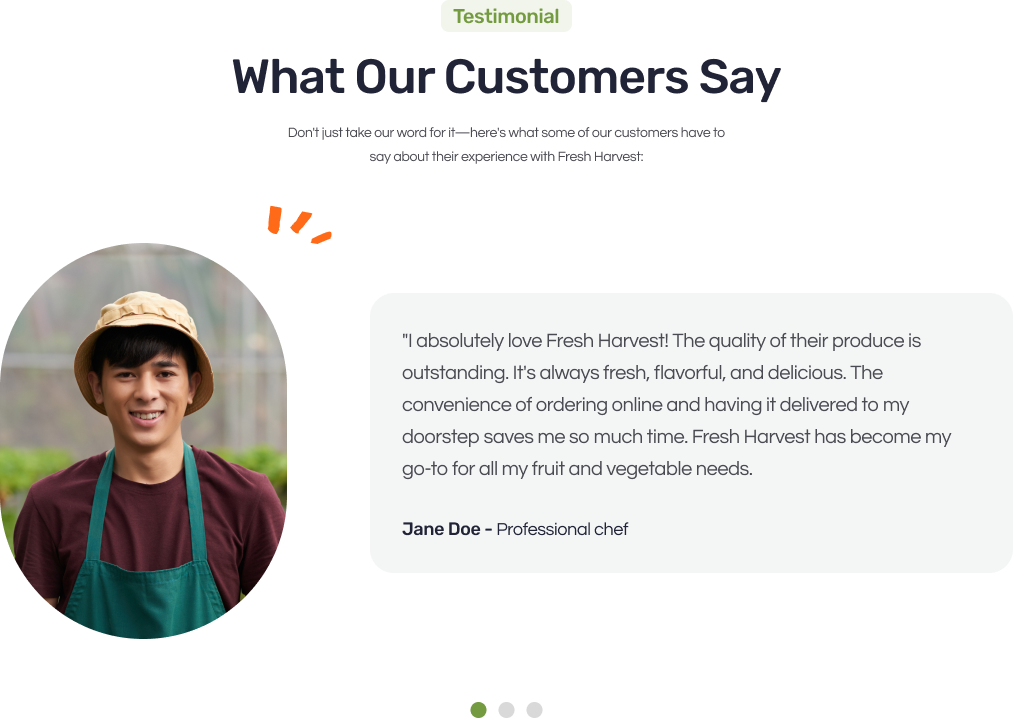 Testimonial
What Our Customers Say
Don't just take our word for it—here's what some of our customers have to
say about their experience with Fresh Harvest:
"I absolutely love Fresh Harvest! The quality of their produce is
outstanding. It's always fresh, flavorful, and delicious. The
convenience of ordering online and having it delivered to my
doorstep saves me so much time. Fresh Harvest has become my
go-to for all my fruit and vegetable needs.
Jane Doe - Professional chef